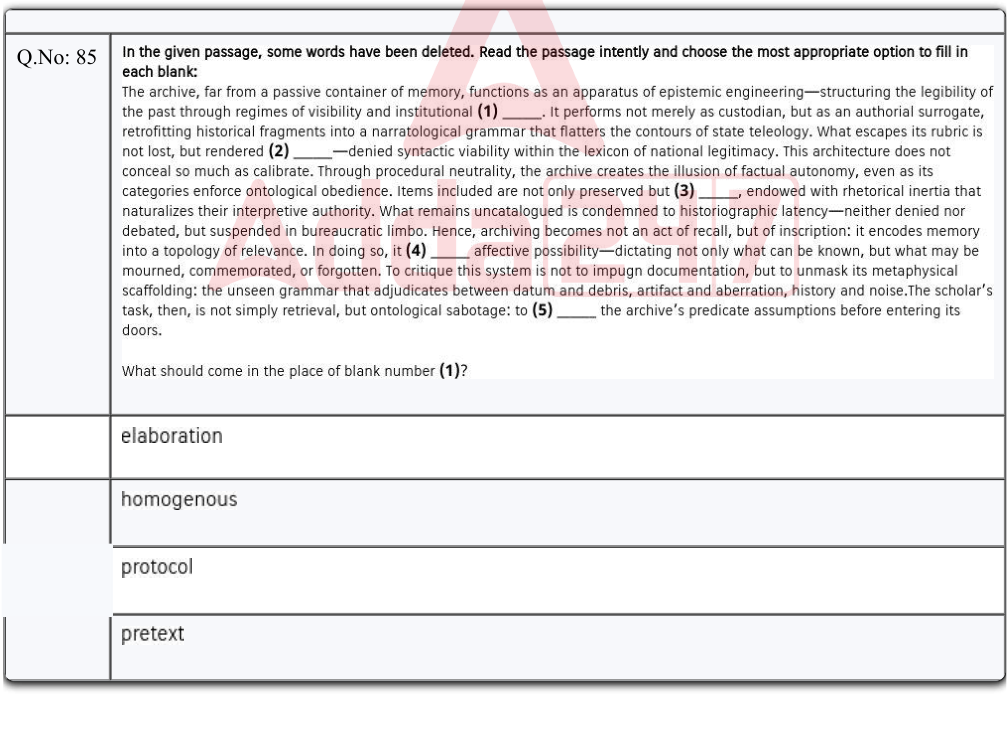 Q.No: 85
In the given passage, some words have been deleted. Read the passage intently and choose the most appropriate option to fill in
each blank:
The archive, far from a passive container of memory, functions as an apparatus of epistemic engineering—structuring the legibility of
the past through regimes of visibility and institutional (1) _____. It performs not merely as custodian, but as an authorial surrogate,
retrofitting historical fragments into a narratological grammar that flatters the contours of state teleology. What escapes its rubric is
not lost, but rendered (2) _____—denied syntactic viability within the lexicon of national legitimacy. This architecture does not
conceal so much as calibrate. Through procedural neutrality, the archive creates the illusion of factual autonomy, even as its
categories enforce ontological obedience. Items included are not only preserved but (3) _____, endowed with rhetorical inertia that
naturalizes their interpretive authority. What remains uncatalogued is condemned to historiographic latency—neither denied nor
debated, but suspended in bureaucratic limbo. Hence, archiving becomes not an act of recall, but of inscription: it encodes memory
into a topology of relevance. In doing so, it (4) _____ affective possibility—dictating not only what can be known, but what may be
mourned, commemorated, or forgotten. To critique this system is not to impugn documentation, but to unmask its metaphysical
scaffolding: the unseen grammar that adjudicates between datum and debris, artifact and aberration, history and noise.The scholar's
task, then, is not simply retrieval, but ontological sabotage: to (5) _____ the archive's predicate assumptions before entering its
doors.
What should come in the place of blank number (1)?
elaboration
homogenous
protocol
pretext
Adda247